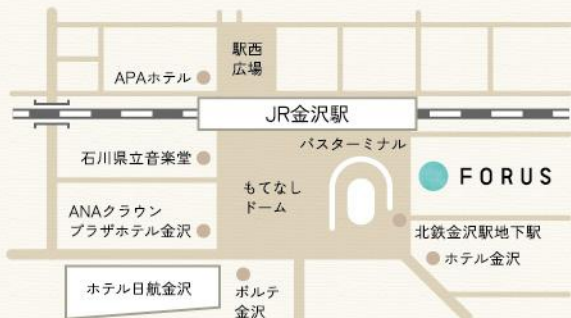 駅西
広場
APAホテル
JR金沢駅
バスターミナル
石川県立音楽堂
もてなし
ドーム
FORUS
ANAクラウン
プラザホテル金沢
北鉄金沢駅地下駅
ホテル金沢
ホテル日航金沢
ポルテ
金沢